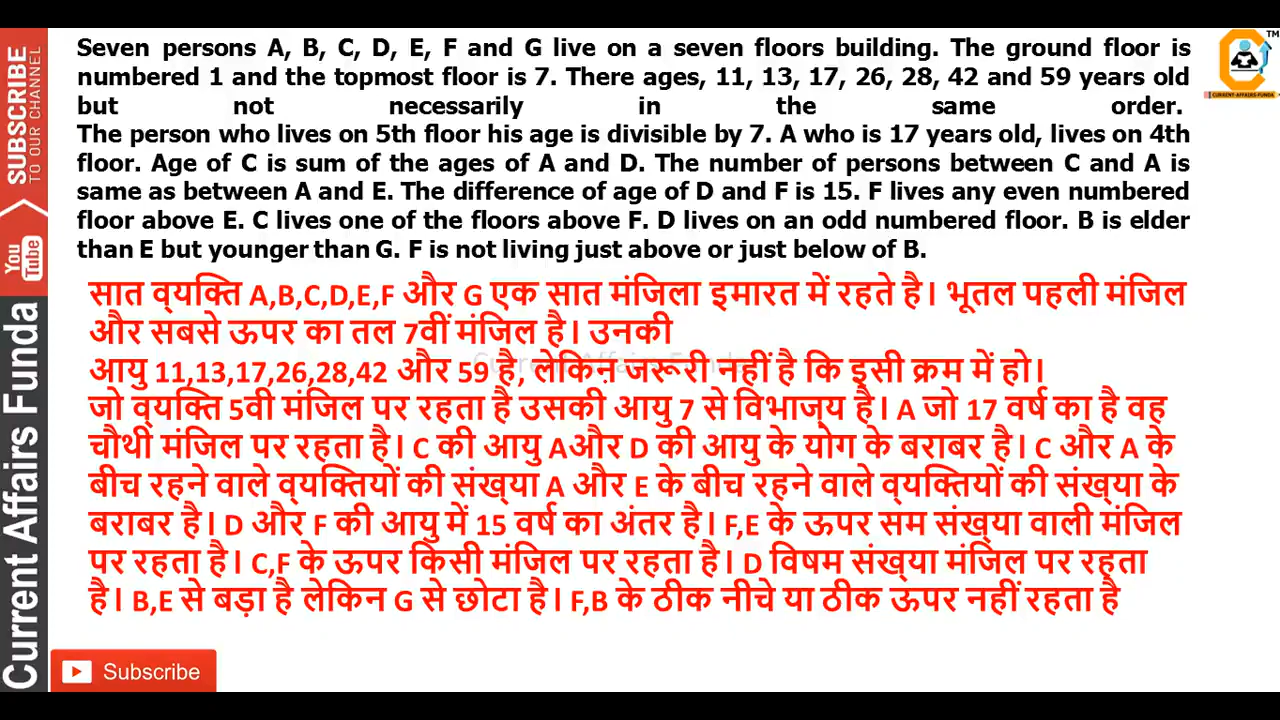 Seven persons A, B, C, D, E, F and G live on a seven floors building. The ground floor is
numbered 1 and the topmost floor is 7. There ages, 11, 13, 17, 26, 28, 42 and 59 years old
but not necessarily in the same order.
The person who lives on 5th floor his age is divisible by 7. A who is 17 years old, lives on 4th
floor. Age of C is sum of the ages of A and D. The number of persons between C and A is
same as between A and E. The difference of age of D and F is 15. F lives any even numbered
floor above E. C lives one of the floors above F. D lives on an odd numbered floor. B is elder
than E but younger than G. F is not living just above or just below of B.
सात व्यक्ति A,B,C,D,E,F और G एक सात मंजिला इमारत में रहते है। भूतल पहली मंजिल
और सबसे ऊपर का तल 7वीं मंजिल है। उनकी
आयु 11,13,17,26,28,42 और 59 है, लेकिन जरूरी नहीं है कि इसी क्रम में हो।
जो व्यक्ति 5वी मंजिल पर रहता है उसकी आयु 7 से विभाज्य है। A जो 17 वर्ष का है वह
चौथी मंजिल पर रहता है। C की आयु Aऔर D की आयु के योग के बराबर है। C और A के
बीच रहने वाले व्यक्तियों की संख्या A और E के बीच रहने वाले व्यक्तियों की संख्या के
बराबर है। D और F की आयु में 15 वर्ष का अंतर है। F,E के ऊपर सम संख्या वाली मंजिल
पर रहता है। C,F के ऊपर किसी मंजिल पर रहता है। D विषम संख्या मंजिल पर रहता
है। B,E से बड़ा है लेकिन G से छोटा है। F,B के ठीक नीचे या ठीक ऊपर नहीं रहता है
Current Affairs Funda
SUBSCRIBE
TO OUR CHANNEL
You Tube
Current Affairs Funda
Subscribe
TM
CURRENT-AFFAIRS-FUNDA